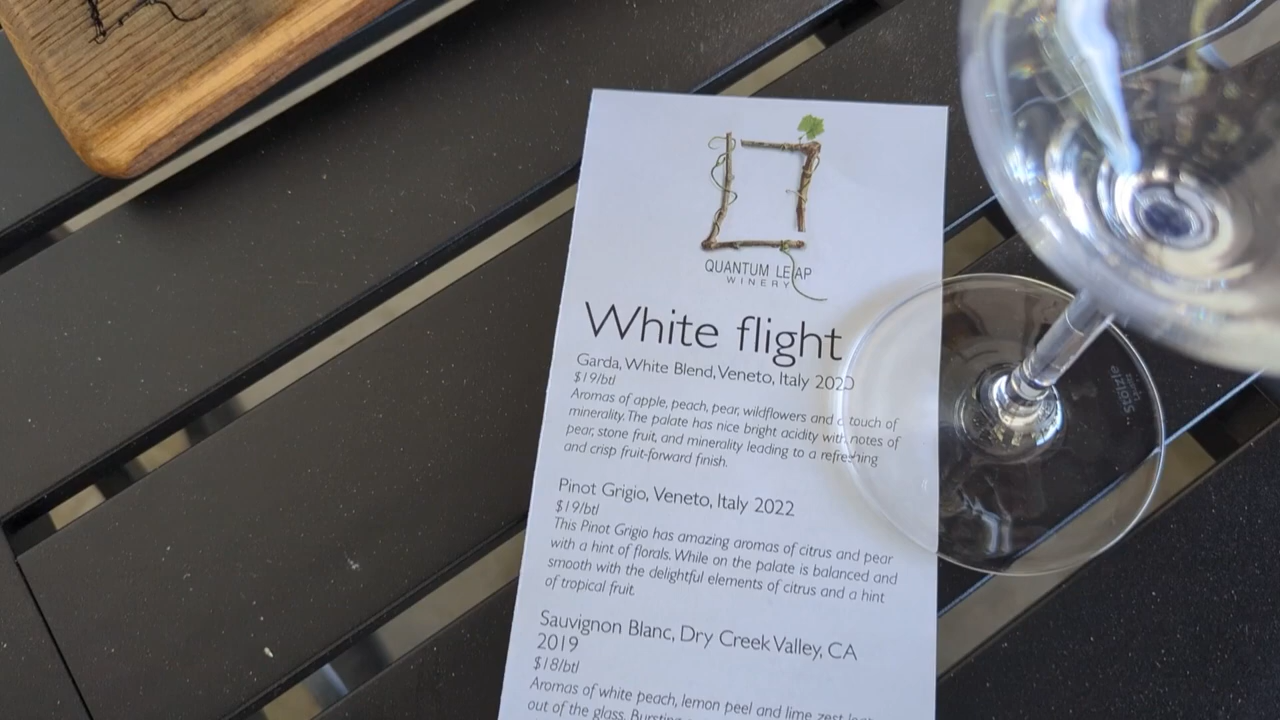 QUANTUM LEAP
WINERY
White flight
Garda, White Blend, Veneto, Italy 2020
$19/btl
Aromas of apple, peach, pear, wildflowers and a touch of
minerality. The palate has nice bright acidity with notes of
pear, stone fruit, and minerality leading to a refreshing
and crisp fruit-forward finish.
Pinot Grigio, Veneto, Italy 2022
$19/btl
This Pinot Grigio has amazing aromas of citrus and pear
with a hint of florals. While on the palate is balanced and
smooth with the delightful elements of citrus and a hint
of tropical fruit.
Sauvignon Blanc, Dry Creek Valley, CA
2019
$18/btl
Aromas of white peach, lemon peel and lime zest
out of the glass.
Stölzle
Lausitz